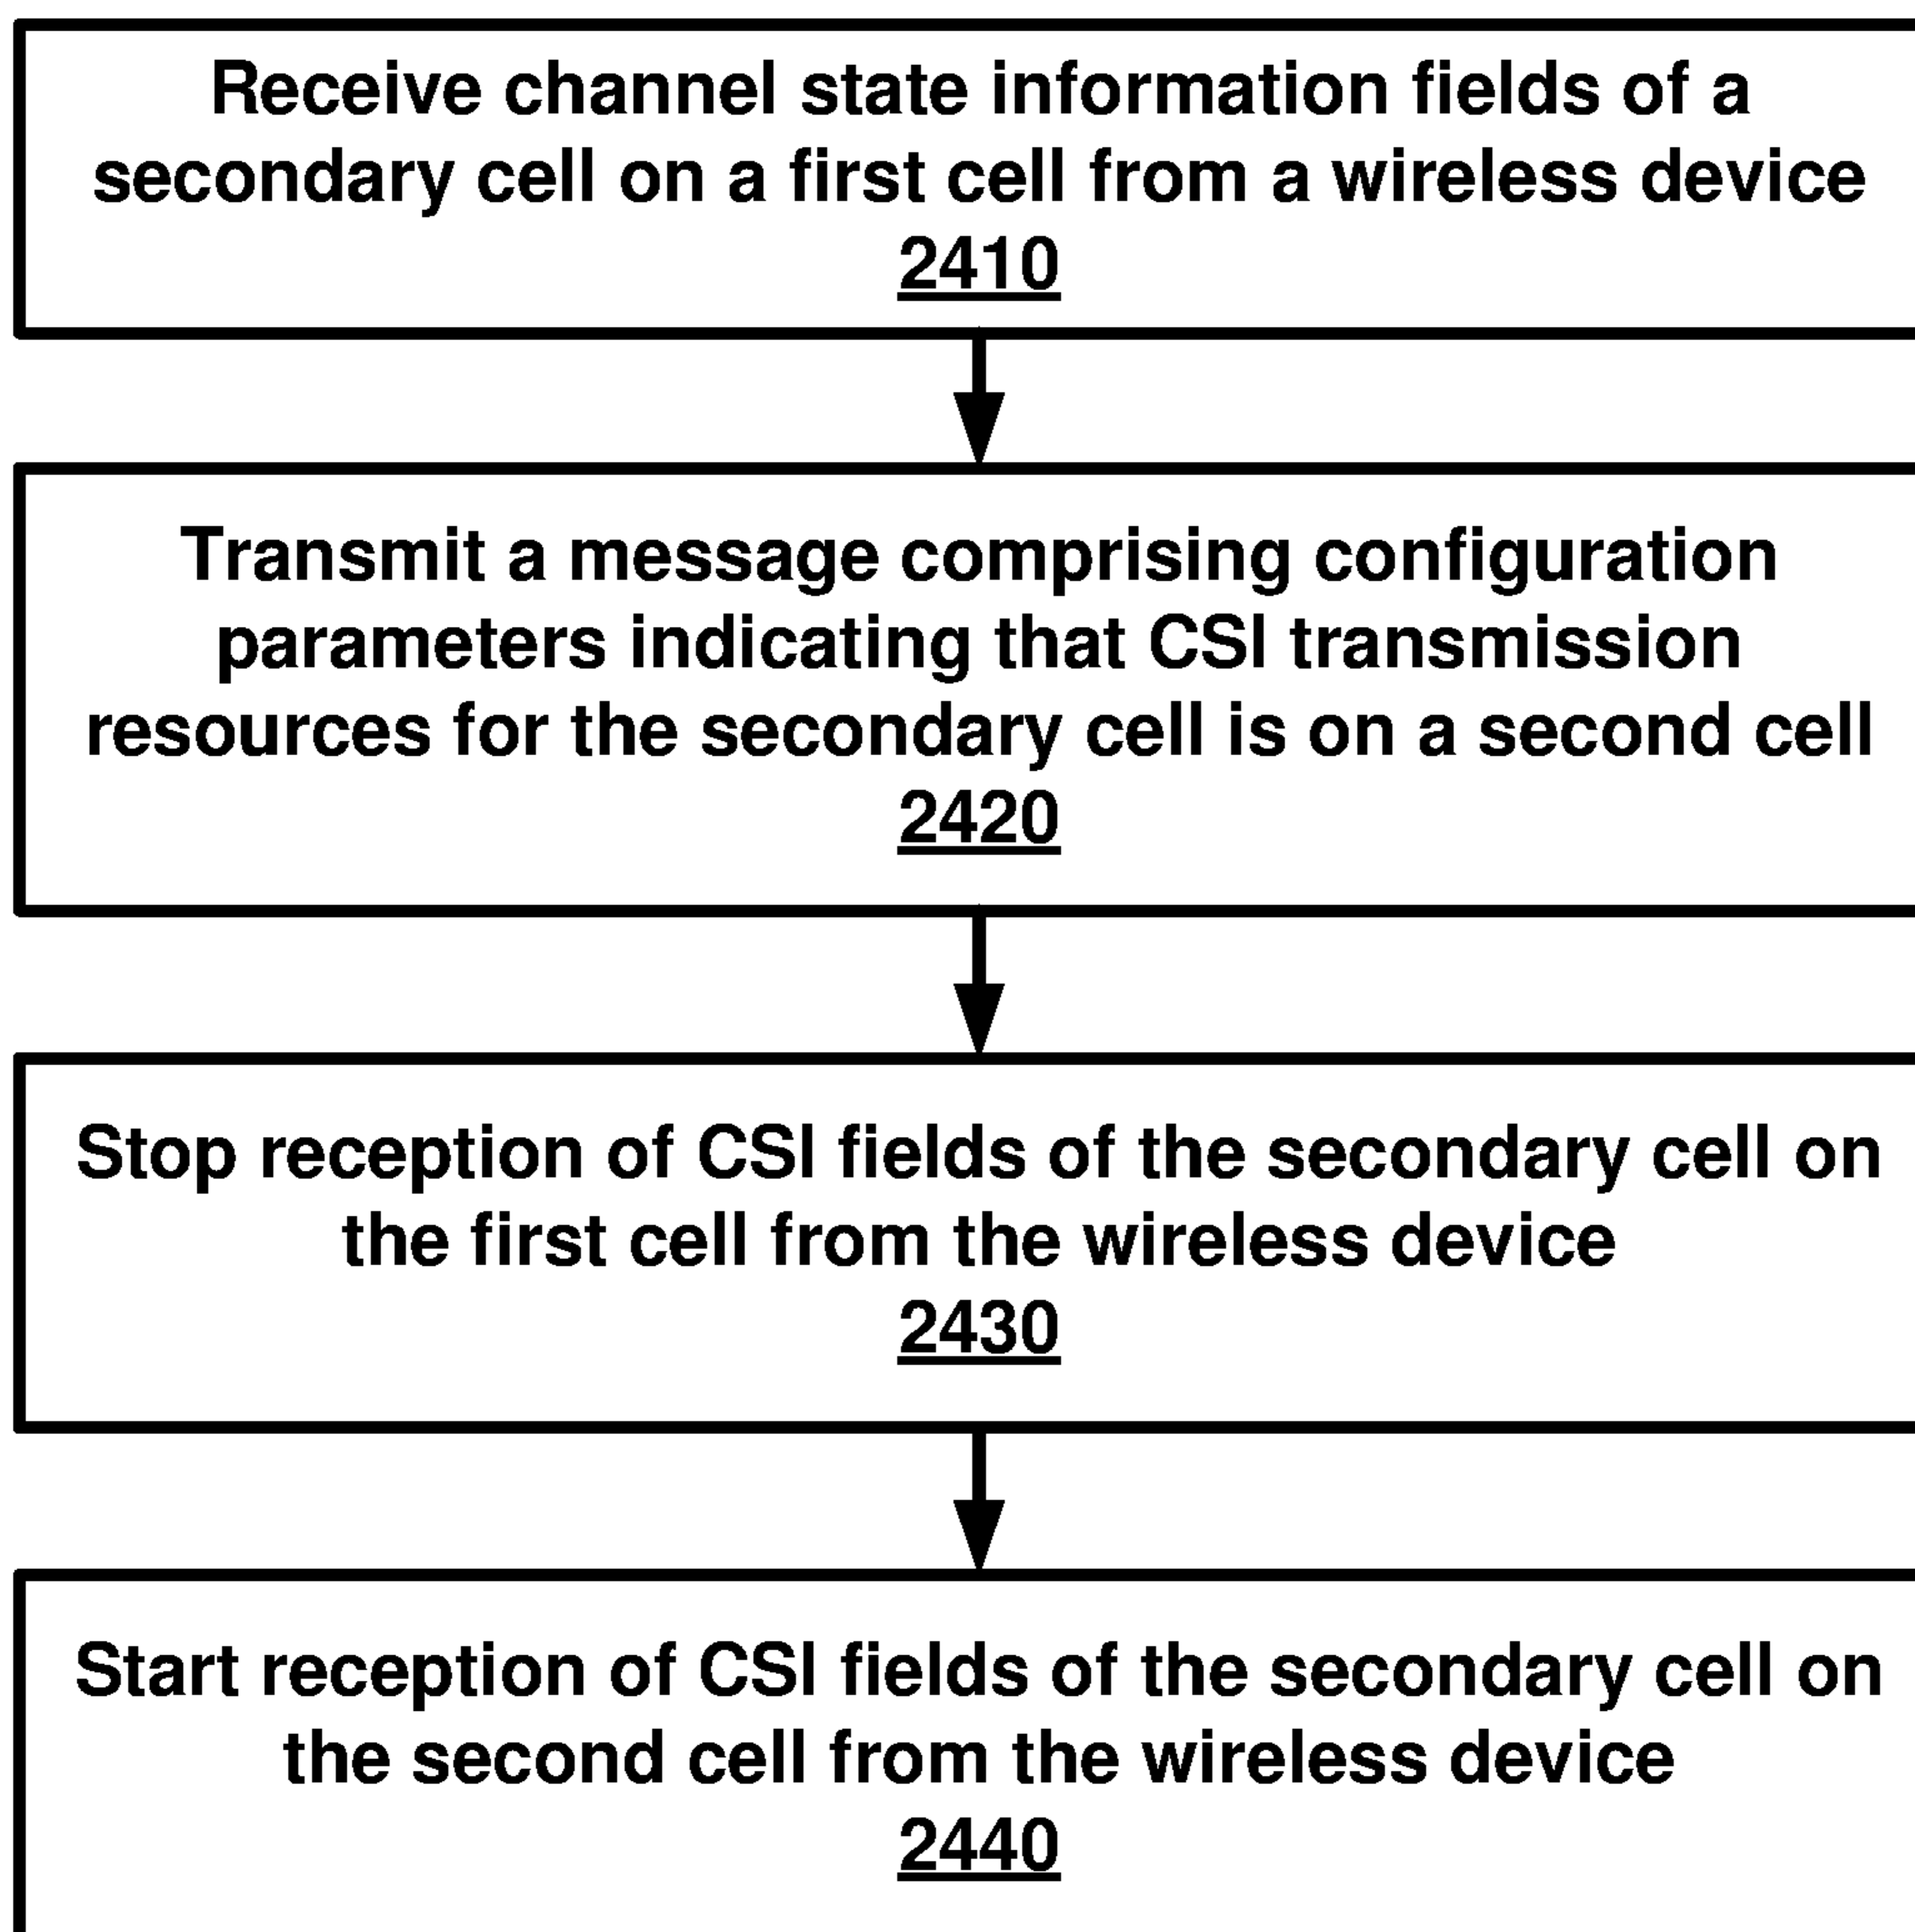 Receive channel state information fields of a
secondary cell on a first cell from a wireless device
2410
Transmit a message comprising configuration
parameters indicating that CSI transmission
resources for the secondary cell is on a second cell
2420
Stop reception of CSI fields of the secondary cell on
the first cell from the wireless device
2430
Start reception of CSI fields of the secondary cell on
the second cell from the wireless device
2440